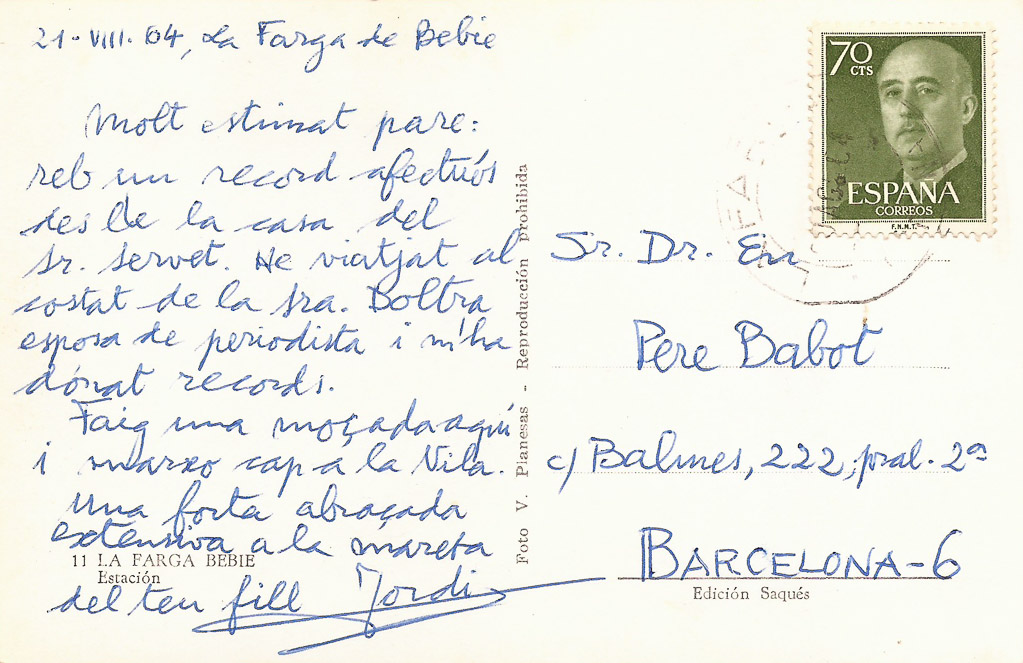 21-VIII-64, La Farga de Bebie
Molt estimat pare:
reb un record afectuós
des de la casa del
Sr. Servet. He viatjat al
costat de la Sra. Boltra
esposa de periodista i m'ha
dónat records.
Faig una moçada aquí
i marxo cap a la Vila.
Una forta abraçada
extensiva a la mareta
del teu fill Jordi
11 LA FARGA BEBIE
Estación
Foto V. Planesas - Reproducción prohibida
70
CTS
ESPAÑA
CORREOS
F.N.M.T.
Sr. Dr. En
Pere Babot
c/ Balmes, 222, pral. 2ª
BARCELONA-6
Edición Saqués